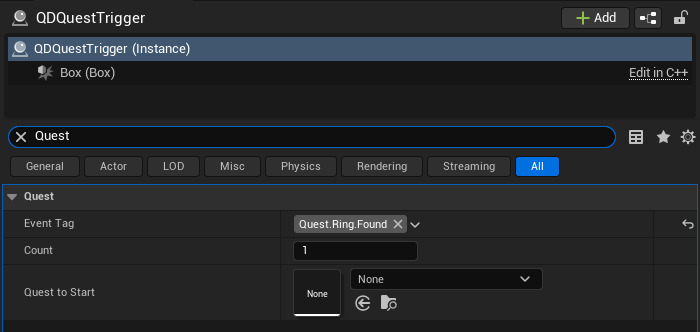 QDQuestTrigger
Add
QDQuestTrigger (Instance)
Box (Box)
Edit in C++
Quest
General
Actor
LOD
Misc
Physics
Rendering
Streaming
All
Quest
Event Tag
Quest.Ring.Found
Count
1
Quest to Start
None
None